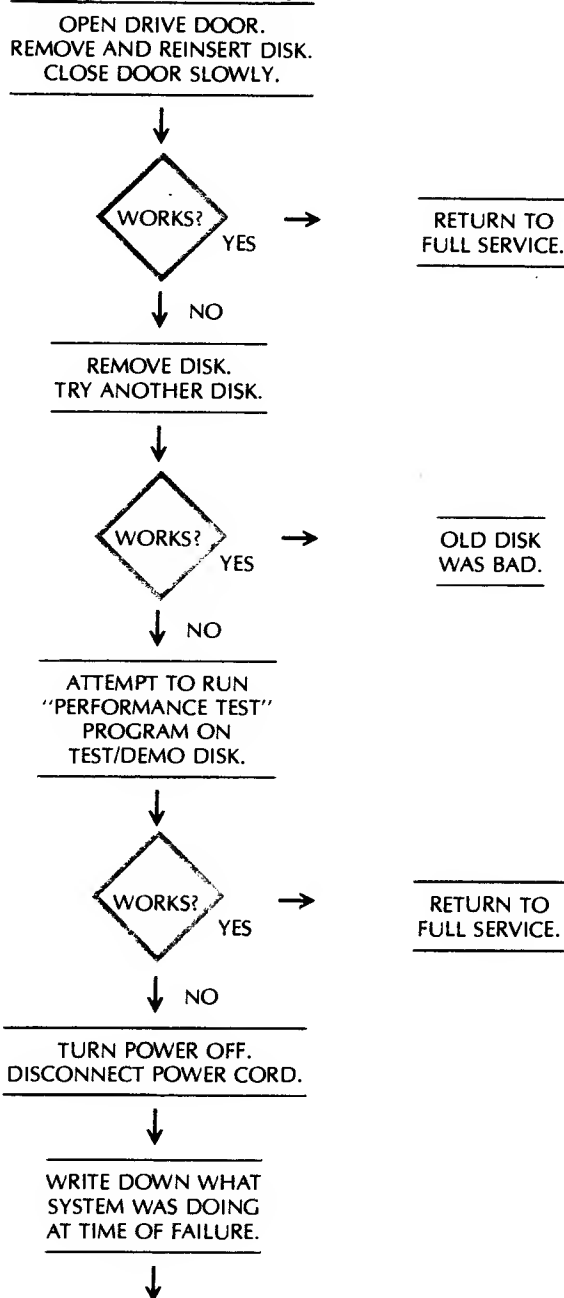 OPEN DRIVE DOOR.
REMOVE AND REINSERT DISK.
CLOSE DOOR SLOWLY.
WORKS?
YES
RETURN TO
FULL SERVICE.
NO
REMOVE DISK.
TRY ANOTHER DISK.
WORKS?
YES
OLD DISK
WAS BAD.
NO
ATTEMPT TO RUN
"PERFORMANCE TEST"
PROGRAM ON
TEST/DEMO DISK.
WORKS?
YES
RETURN TO
FULL SERVICE.
NO
TURN POWER OFF.
DISCONNECT POWER CORD.
WRITE DOWN WHAT
SYSTEM WAS DOING
AT TIME OF FAILURE.